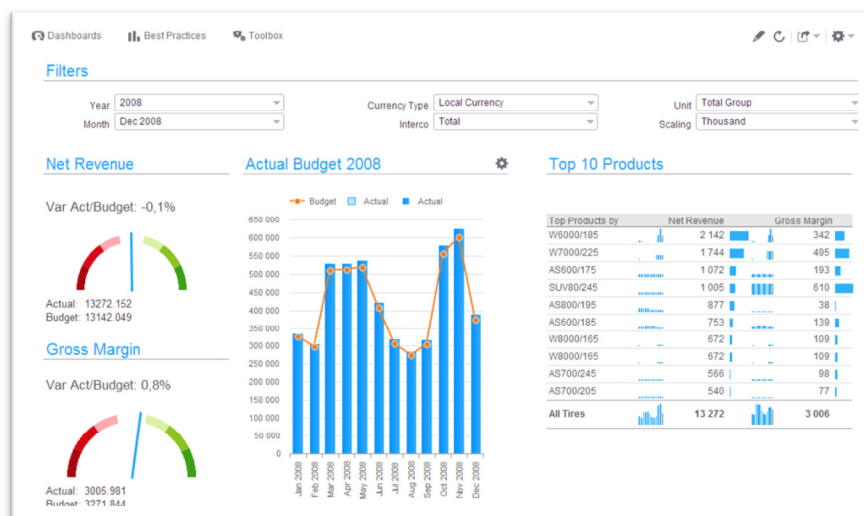 Dashboards Best Practices Toolbox
Filters
Year 2008 Currency Type Local Currency Unit Total Group
Month Dec 2008 Interco Total Scaling Thousand
Net Revenue
Var Act/Budget: -0,1%
Actual: 13272.152
Budget: 13142.049
Gross Margin
Var Act/Budget: 0,8%
Actual: 3005.981
Budget: 3271.844
Actual Budget 2008
Budget Actual Actual
650 000
600 000
550 000
500 000
450 000
400 000
350 000
300 000
250 000
200 000
150 000
100 000
50 000
0
Jan 2008
Feb 2008
Mar 2008
Apr 2008
May 2008
Jun 2008
Jul 2008
Aug 2008
Sep 2008
Oct 2008
Nov 2008
Dec 2008
Top 10 Products
Top Products by Net Revenue Gross Margin
W6000/185 2 142 342
W7000/225 1 744 495
AS600/175 1 072 193
SUV80/245 1 005 610
AS800/195 877 38
AS600/185 753 139
W8000/165 672 109
W8000/165 672 109
AS700/245 566 98
AS700/205 540 77
All Tires 13 272 3 006